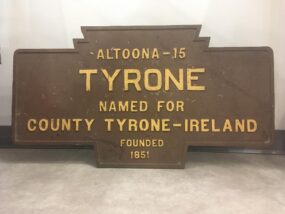 ALTOONA-15
TYRONE
NAMED FOR
COUNTY TYRONE-IRELAND
FOUNDED
1851